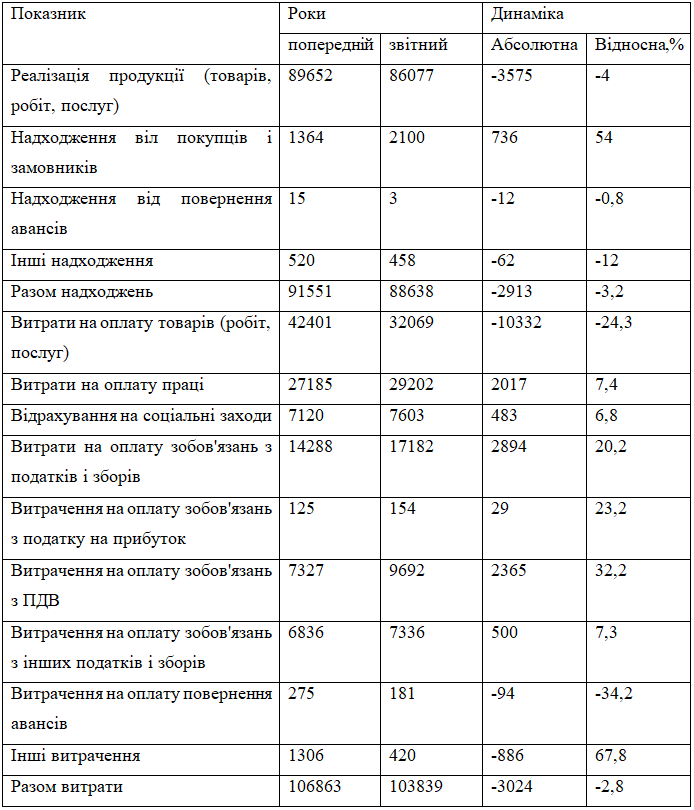 Показник Роки Динаміка
попередній звітний Абсолютна Відносна,%
Реалізація продукції (товарів, 89652 86077 -3575 -4
робіт, послуг)
Надходження віл покупців і 1364 2100 736 54
замовників
Надходження від повернення 15 3 -12 -0,8
авансів
Інші надходження 520 458 -62 -12
Разом надходжень 91551 88638 -2913 -3,2
Витрати на оплату товарів (робіт, 42401 32069 -10332 -24,3
послуг)
Витрати на оплату праці 27185 29202 2017 7,4
Відрахування на соціальні заходи 7120 7603 483 6,8
Витрати на оплату зобов'язань з 14288 17182 2894 20,2
податків і зборів
Витрачення на оплату зобов'язань 125 154 29 23,2
з податку на прибуток
Витрачення на оплату зобов'язань 7327 9692 2365 32,2
з ПДВ
Витрачення на оплату зобов'язань 6836 7336 500 7,3
з інших податків і зборів
Витрачення на оплату повернення 275 181 -94 -34,2
авансів
Інші витрачення 1306 420 -886 67,8
Разом витрати 106863 103839 -3024 -2,8